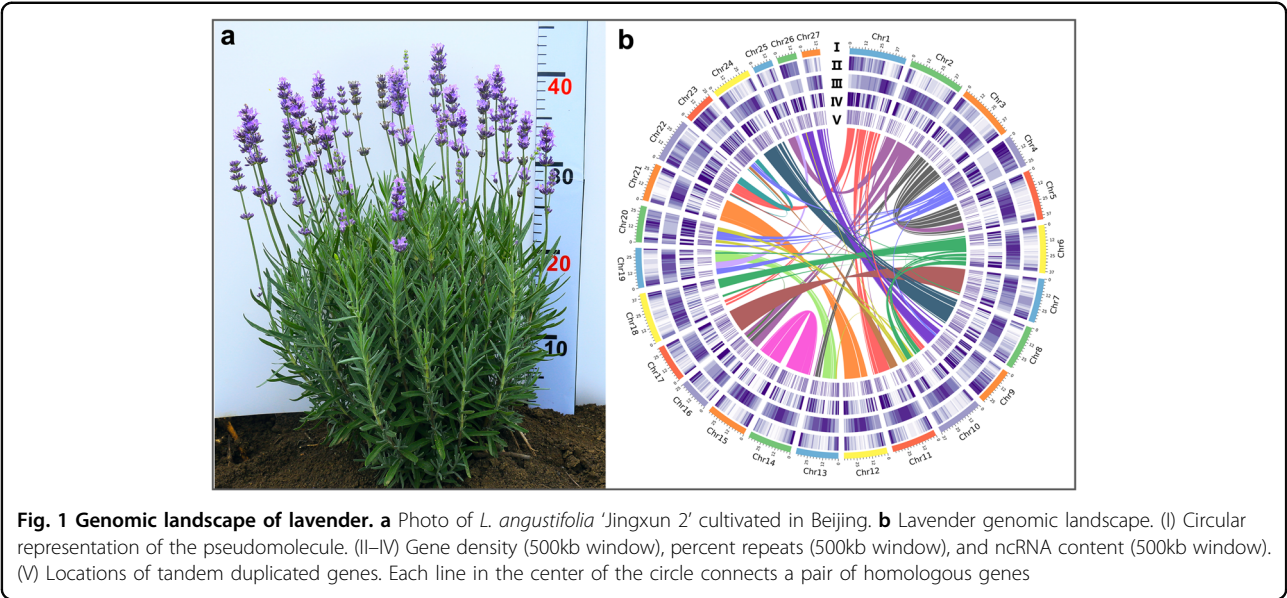 a
40
30
20
10
b
I
II
III
IV
V
Chr1
Chr2
Chr3
Chr4
Chr5
Chr6
Chr7
Chr8
Chr9
Chr10
Chr11
Chr12
Chr13
Chr14
Chr15
Chr16
Chr17
Chr18
Chr19
Chr20
Chr21
Chr22
Chr23
Chr24
Chr25
Chr26
Chr27
Fig. 1 Genomic landscape of lavender. a Photo of L. angustifolia ‘Jingxun 2’ cultivated in Beijing. b Lavender genomic landscape. (I) Circular
representation of the pseudomolecule. (II–IV) Gene density (500kb window), percent repeats (500kb window), and ncRNA content (500kb window).
(V) Locations of tandem duplicated genes. Each line in the center of the circle connects a pair of homologous genes